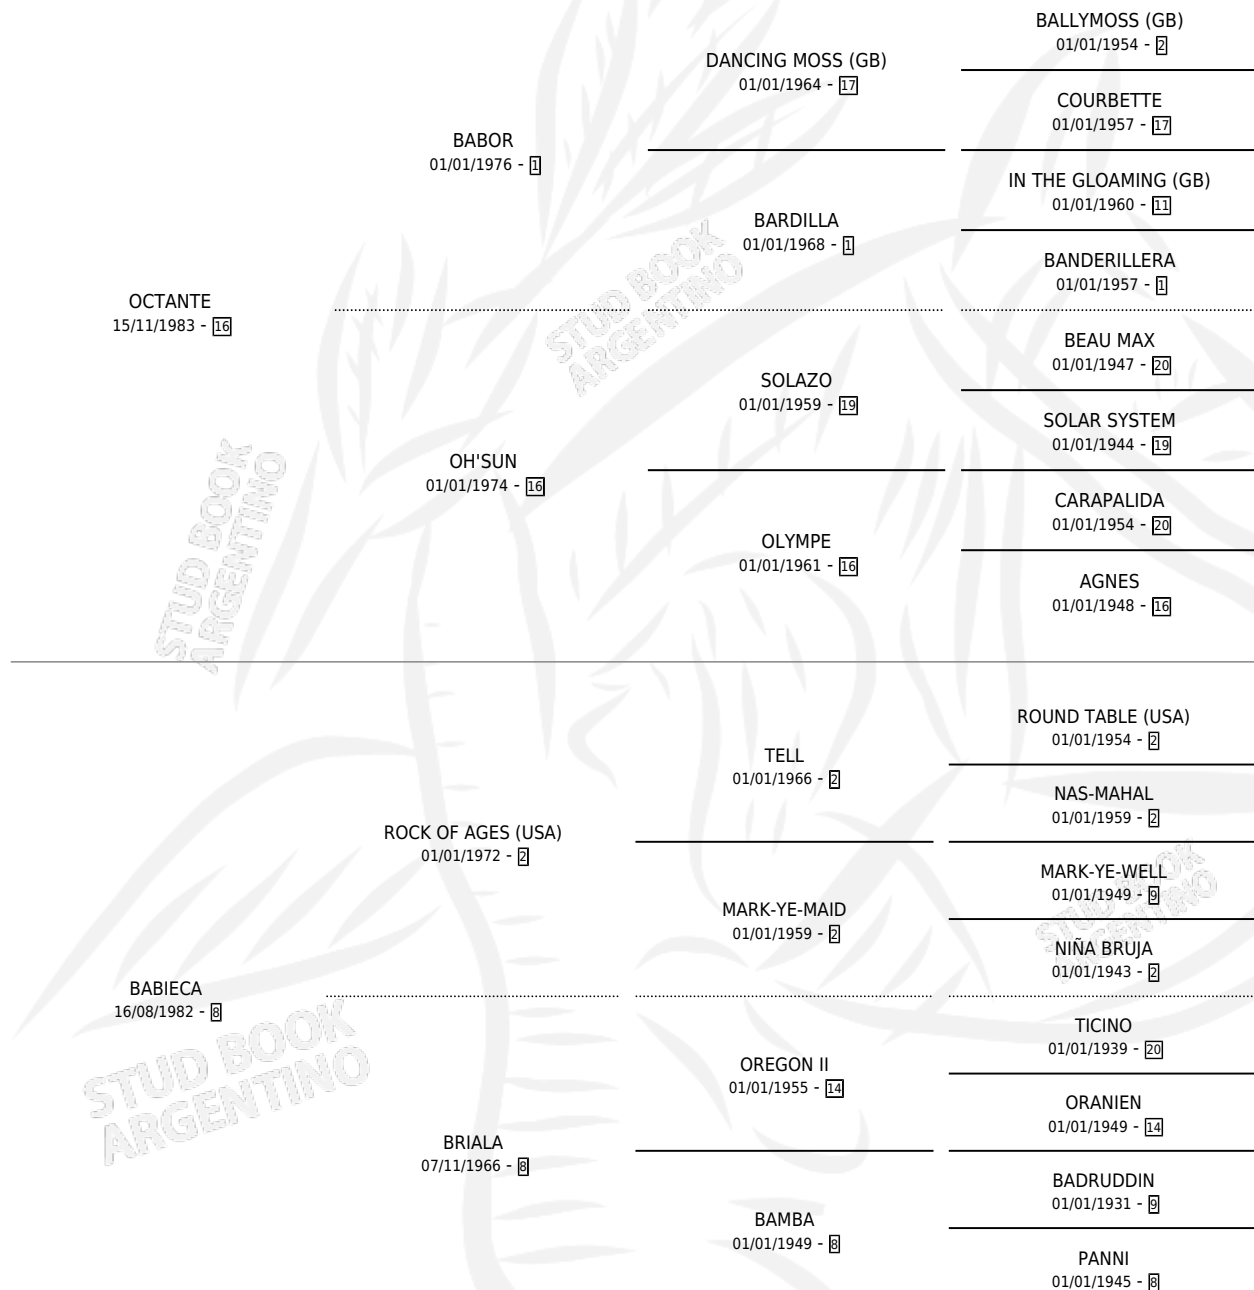 BALLYMOSS (GB)
01/01/1954 - 2
DANCING MOSS (GB)
01/01/1964 - 17
COURBETTE
01/01/1957 - 17
BABOR
01/01/1976 - 1
IN THE GLOAMING (GB)
01/01/1960 - 11
BARDILLA
01/01/1968 - 1
BANDERILLERA
01/01/1957 - 1
OCTANTE
15/11/1983 - 16
STUD BOOK
ARGENTINO
BEAU MAX
01/01/1947 - 20
SOLAZO
01/01/1959 - 19
SOLAR SYSTEM
01/01/1944 - 19
OH'SUN
01/01/1974 - 16
CARAPALIDA
01/01/1954 - 20
OLYMPE
01/01/1961 - 16
AGNES
01/01/1948 - 16
STUD BOOK
ARGENTINO
ROUND TABLE (USA)
01/01/1954 - 2
TELL
01/01/1966 - 2
NAS-MAHAL
01/01/1959 - 2
ROCK OF AGES (USA)
01/01/1972 - 2
MARK-YE-WELL
01/01/1949 - 9
MARK-YE-MAID
01/01/1959 - 2
STUD BOOK
ARGENTINO
NIÑA BRUJA
01/01/1943 - 2
BABIECA
16/08/1982 - 8
STUD BOOK
ARGENTINO
TICINO
01/01/1939 - 20
OREGON II
01/01/1955 - 14
ORANIEN
01/01/1949 - 14
BRIALA
07/11/1966 - 8
BADRUDDIN
01/01/1931 - 9
BAMBA
01/01/1949 - 8
PANNI
01/01/1945 - 8